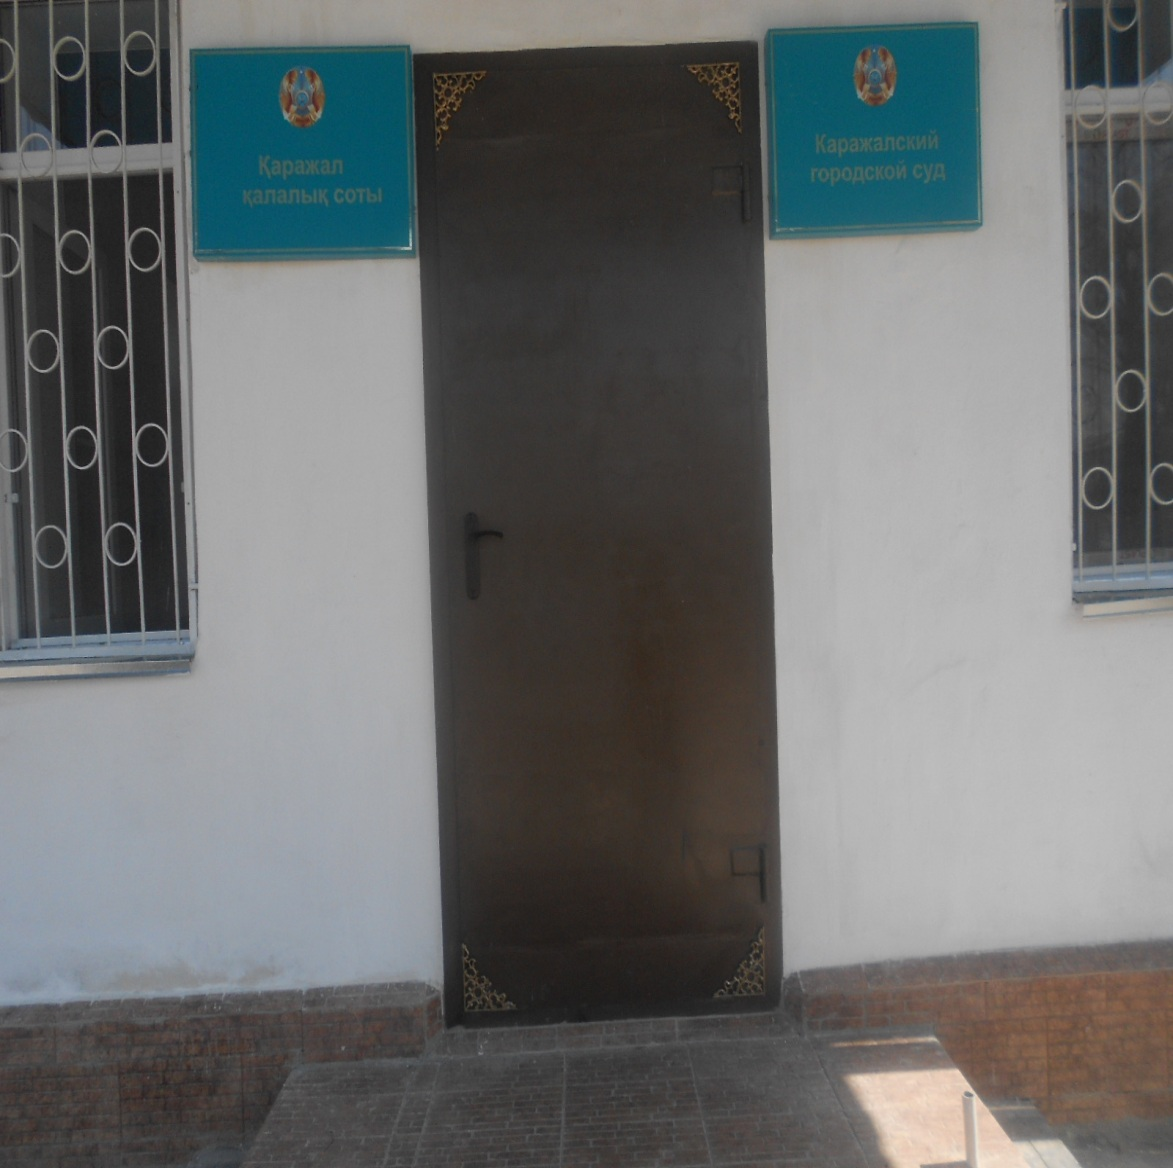 Қаражал
қалалық соты
Каражалский
городской суд